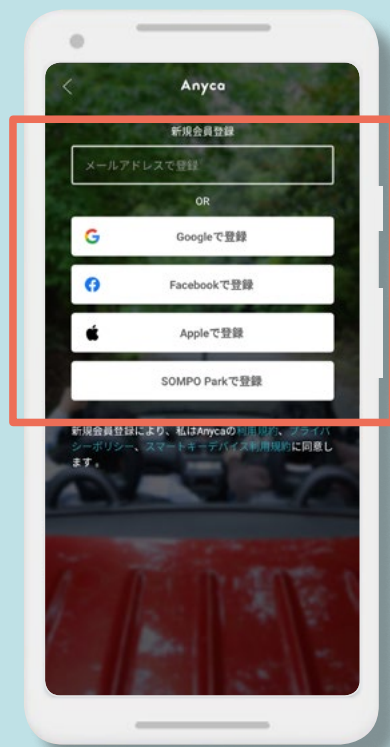 Anyca
新規会員登録
メールアドレスで登録
OR
Googleで登録
Facebookで登録
Appleで登録
SOMPO Parkで登録
新規会員登録により、私はAnycaの利用規約、プライバ
シーポリシー、スマートキーデバイス利用規約に同意し
ます。